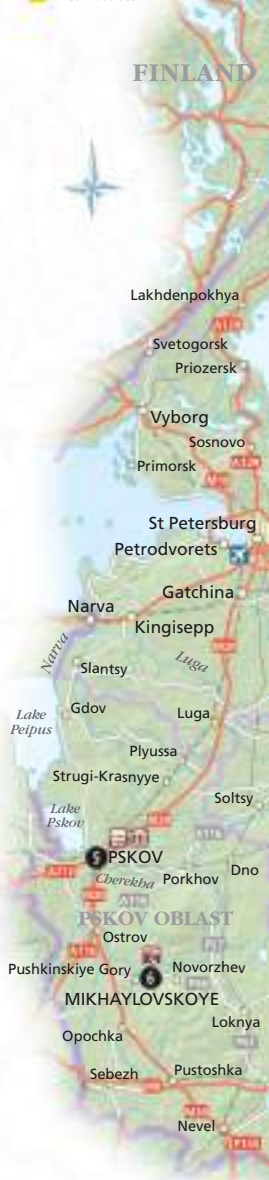 FINLAND
Lakhdenpokhya
Svetogorsk
Priozersk
Vyborg
Sosnovo
Primorsk
St Petersburg
Petrodvorets
Gatchina
Narva
Kingisepp
Narva
Slantsy
Luga
Gdov
Luga
Lake
Peipus
Plyussa
Strugi-Krasnyye
Soltsy
Lake
Pskov
5 PSKOV
Dno
Cherekha
Porkhov
PSKOV OBLAST
Ostrov
Pushkinskiye Gory
Novorzhev
6
MIKHAYLOVSKOYE
Loknya
Opochka
Sebezh
Pustoshka
Nevel